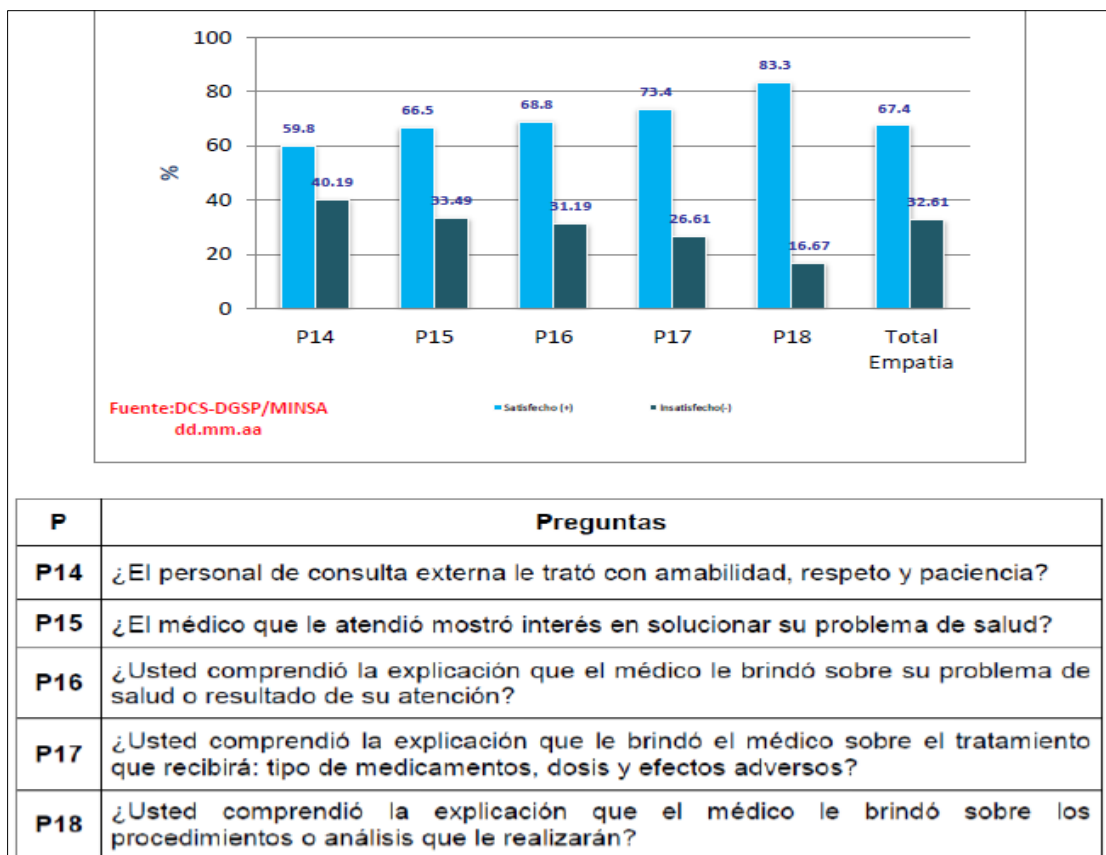 100
80
60
40
20
0
%
59.8
40.19
66.5
33.49
68.8
31.19
73.4
26.61
83.3
16.67
67.4
32.61
P14
P15
P16
P17
P18
Total
Empatia
Fuente:DCS-DGSP/MINSA
dd.mm.aa
Satisfecho (+)
Insatisfecho(-)
P Preguntas
P14 ¿El personal de consulta externa le trató con amabilidad, respeto y paciencia?
P15 ¿El médico que le atendió mostró interés en solucionar su problema de salud?
P16 ¿Usted comprendió la explicación que el médico le brindó sobre su problema de
salud o resultado de su atención?
P17 ¿Usted comprendió la explicación que le brindó el médico sobre el tratamiento
que recibirá: tipo de medicamentos, dosis y efectos adversos?
P18 ¿Usted comprendió la explicación que el médico le brindó sobre los
procedimientos o análisis que le realizarán?